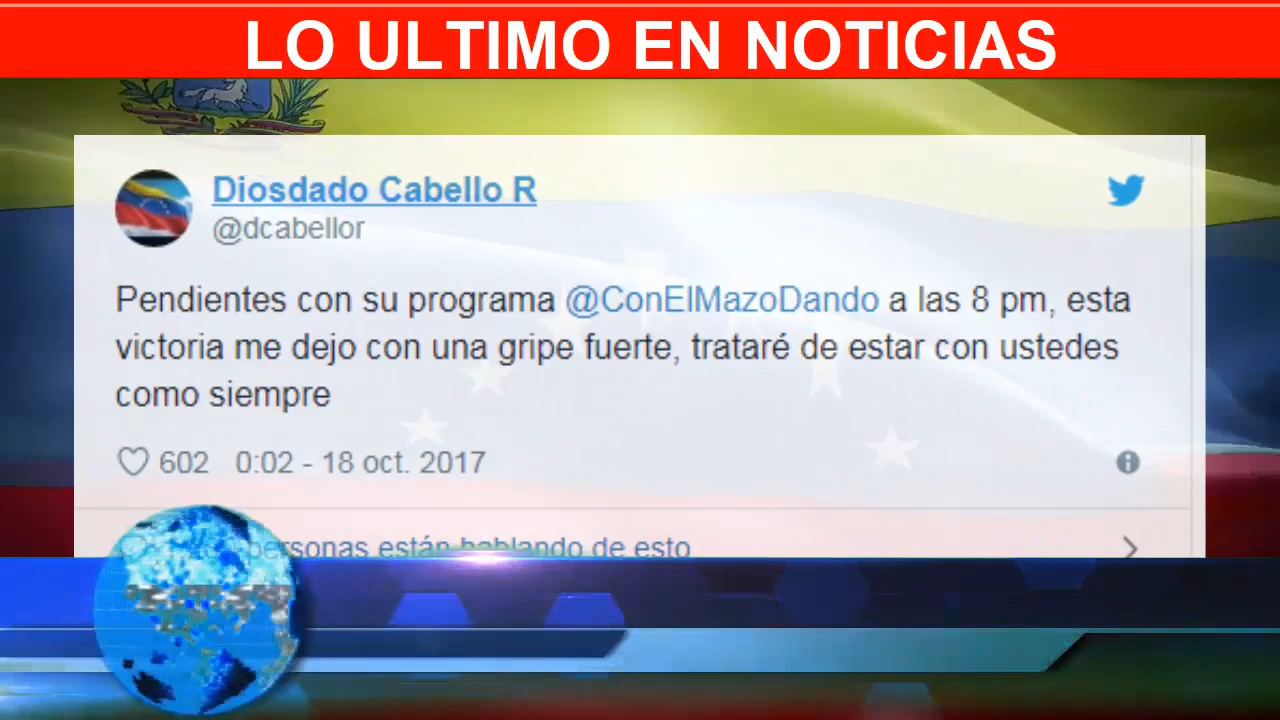 LO ULTIMO EN NOTICIAS
Diosdado Cabello R
@dcabellor
Pendientes con su programa @ConElMazoDando a las 8 pm, esta
victoria me dejo con una gripe fuerte, trataré de estar con ustedes
como siempre
602 0:02 - 18 oct. 2017
personas están hablando de esto